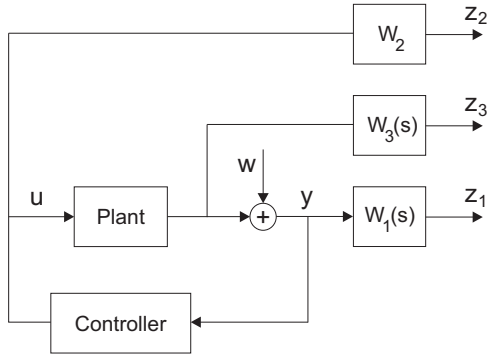 z2
W2
z3
W3(s)
w
u
Plant
+
y
W1(s)
z1
Controller